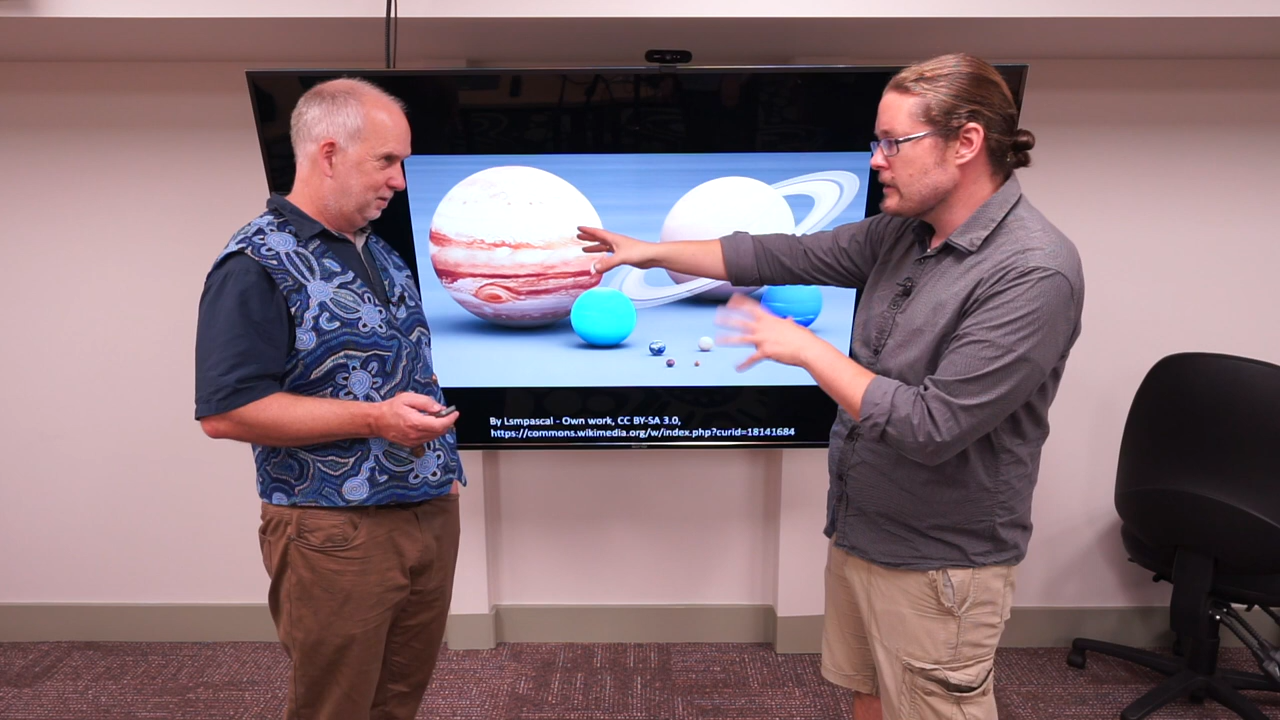 By Lsmpascal - Own work, CC BY-SA 3.0,
https://commons.wikimedia.org/w/index.php?curid=18141684